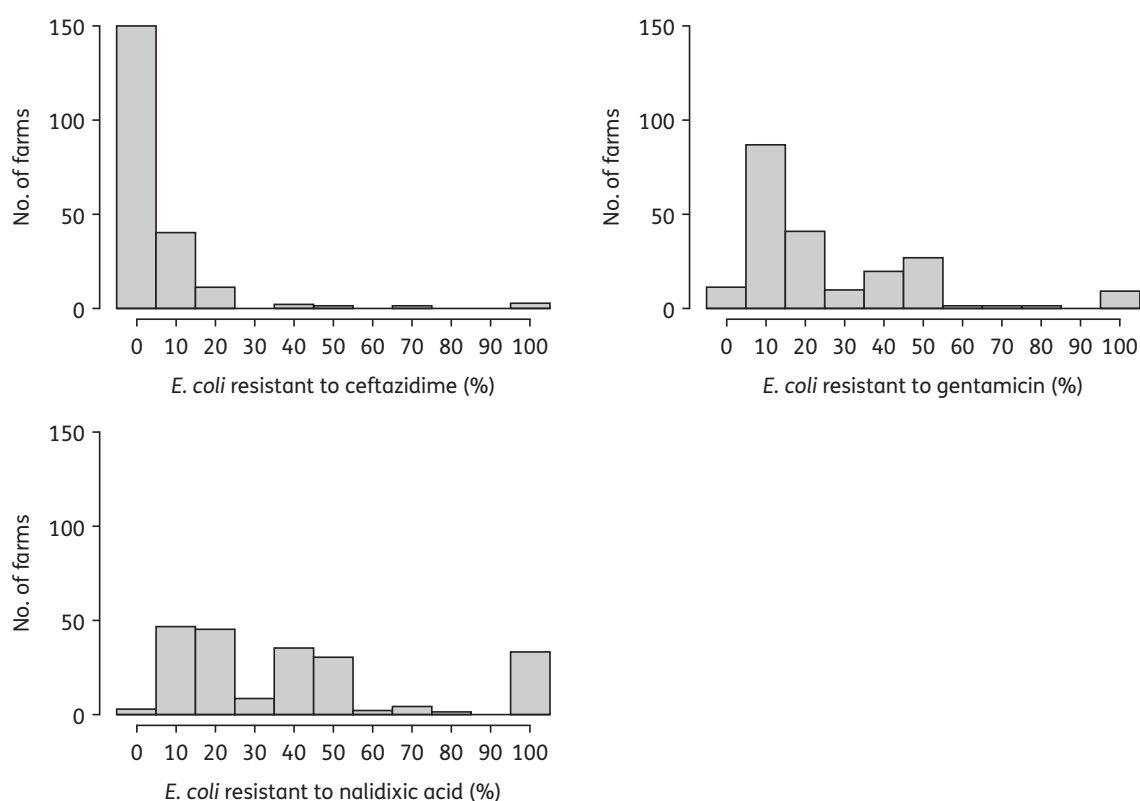 150
100
50
0
No. of farms
0 10 20 30 40 50 60 70 80 90 100
E. coli resistant to ceftazidime (%)
150
100
50
0
No. of farms
0 10 20 30 40 50 60 70 80 90 100
E. coli resistant to gentamicin (%)
150
100
50
0
No. of farms
0 10 20 30 40 50 60 70 80 90 100
E. coli resistant to nalidixic acid (%)